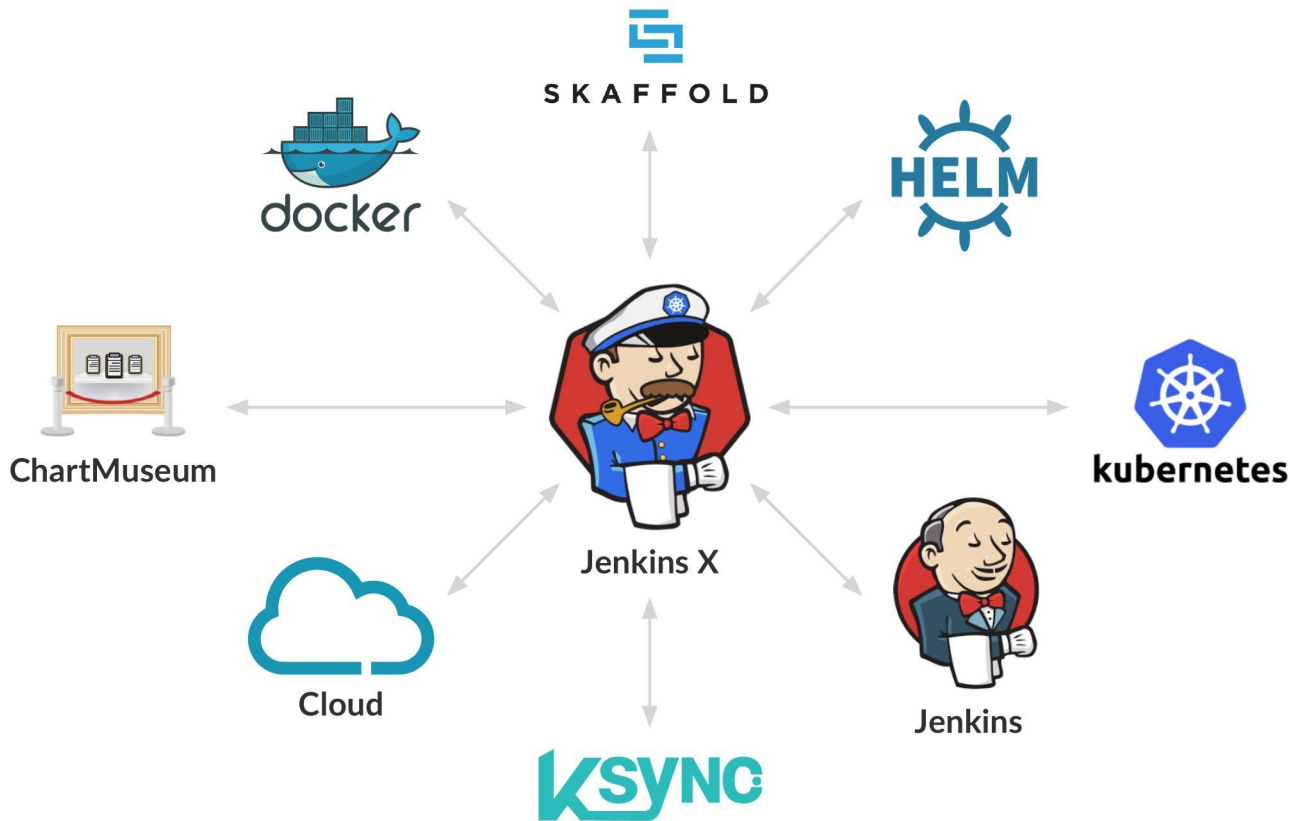 SKAFFOLD
docker
HELM
ChartMuseum
kubernetes
Jenkins X
Cloud
Jenkins
ksync